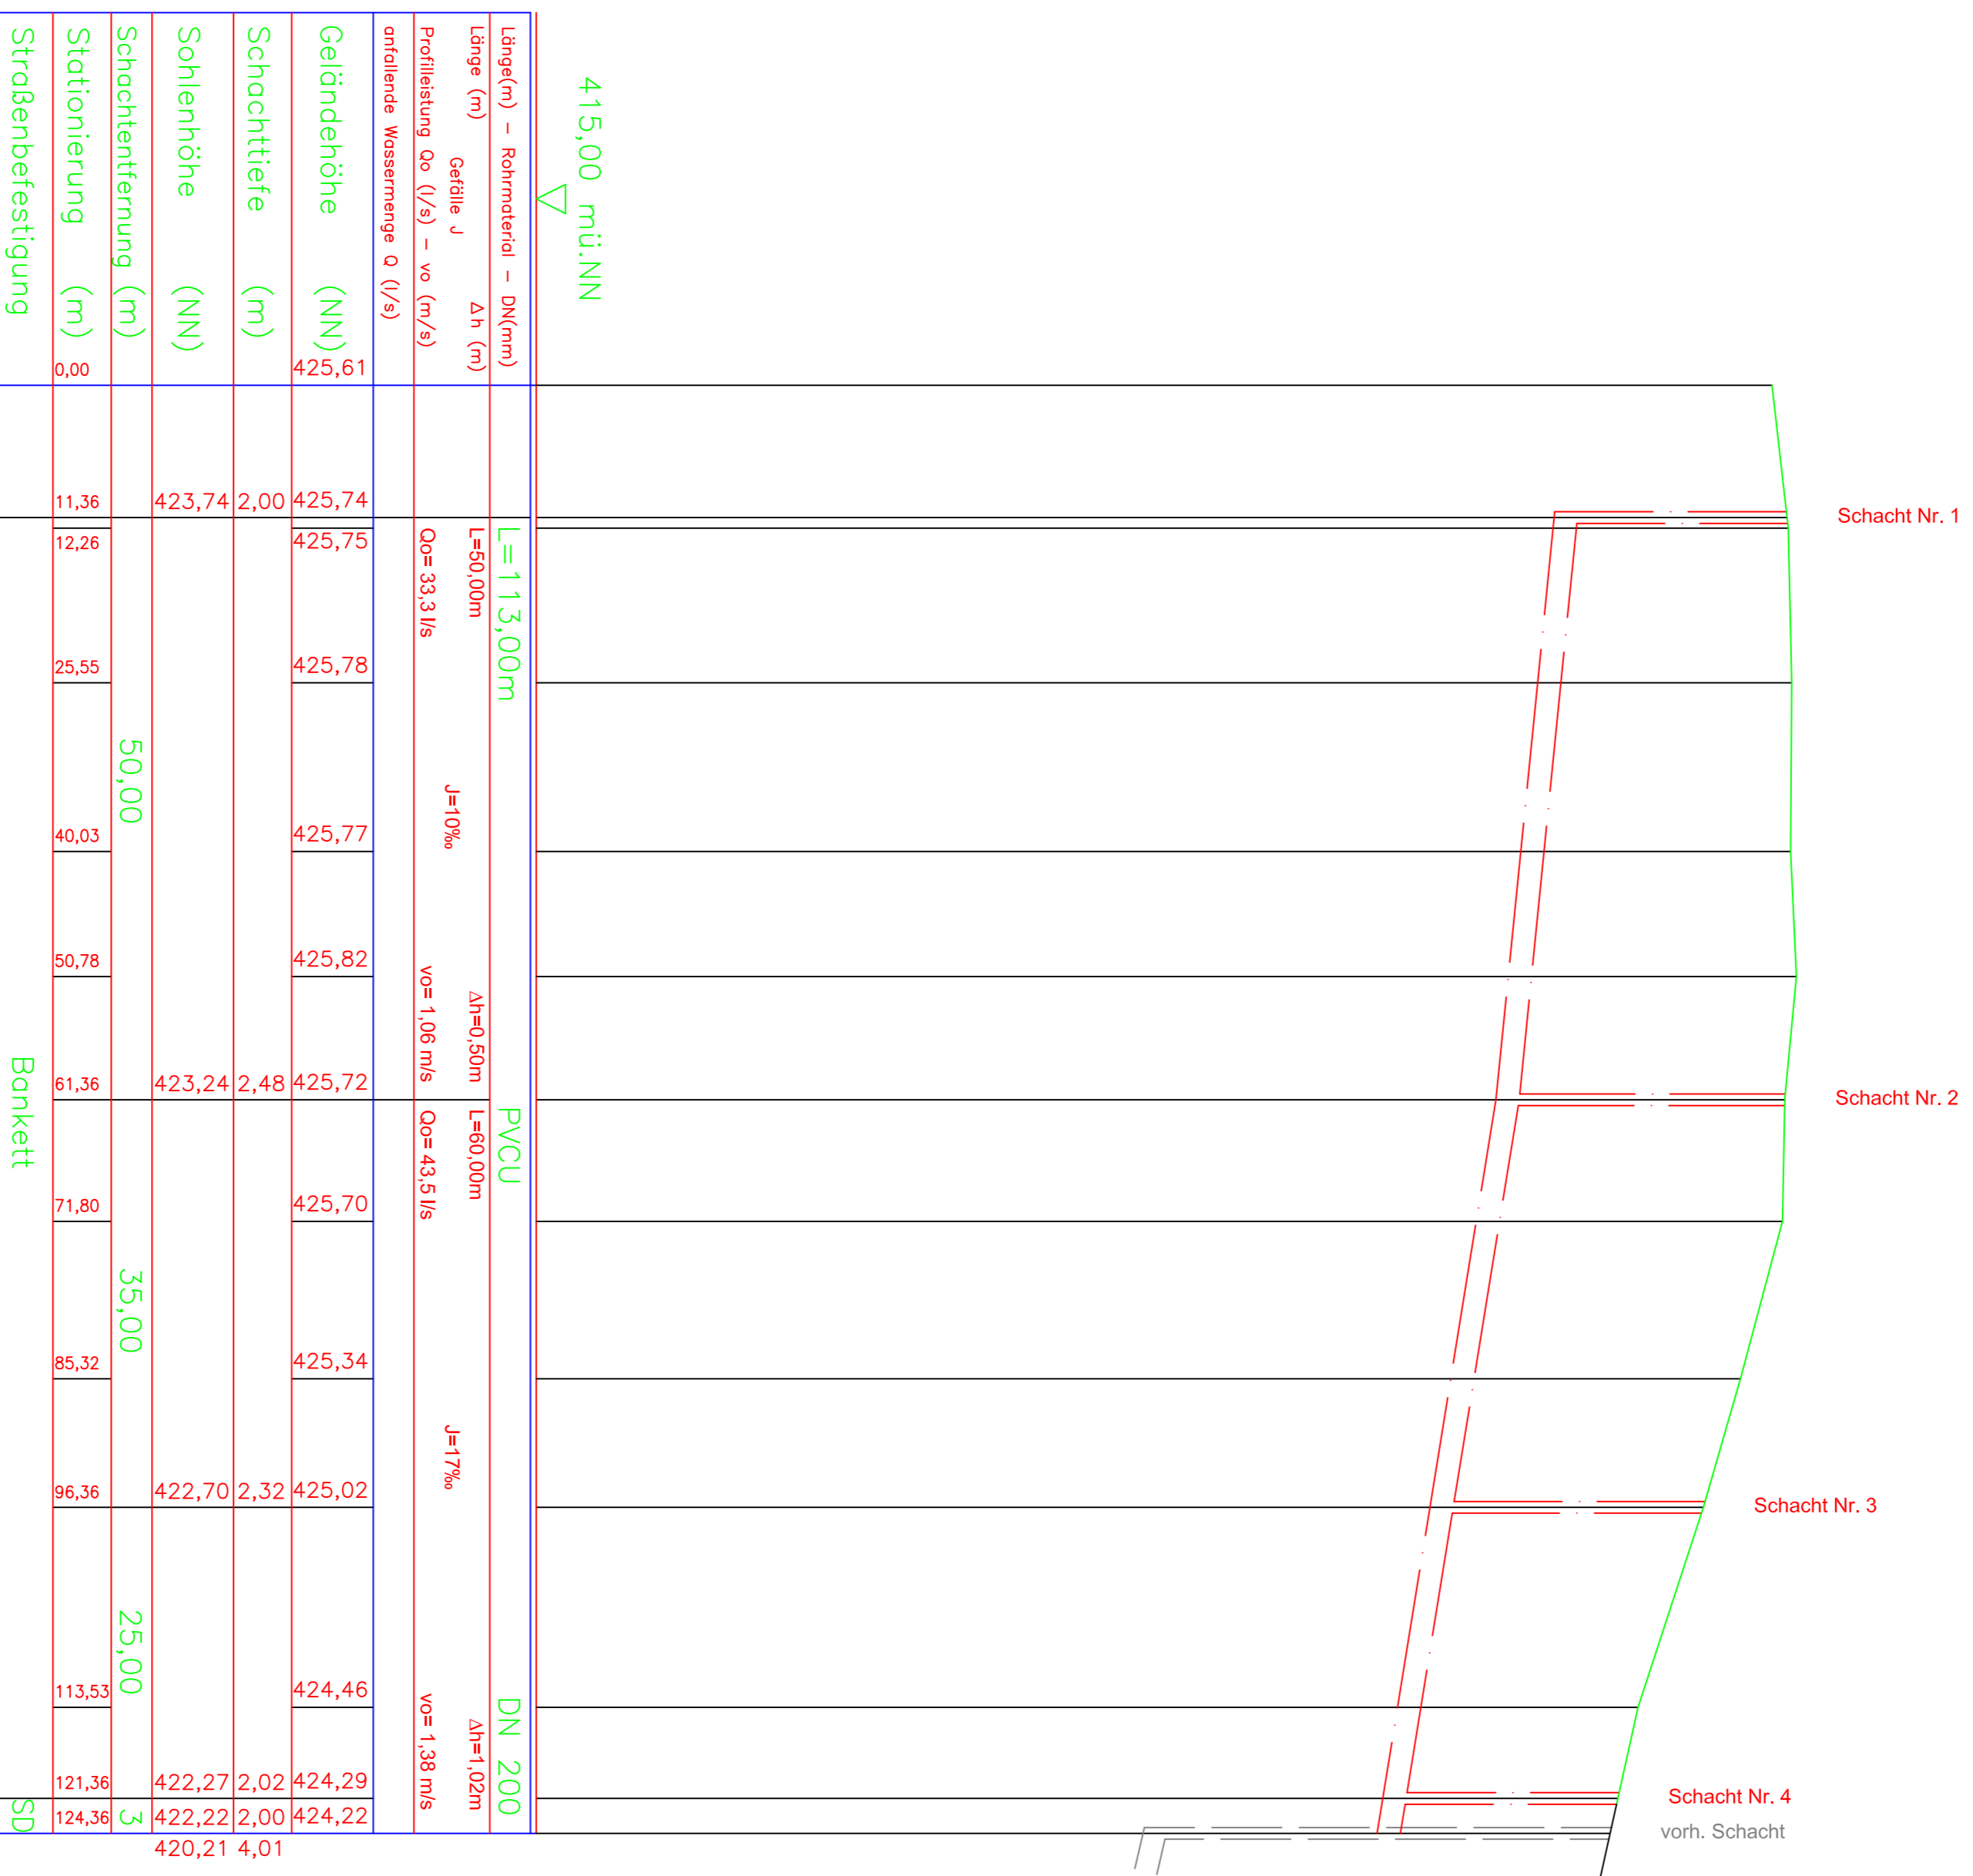 415,00 mü.NN
Länge(m) – Rohrmaterial – DN(mm)
L=113,00m PVCU DN 200
Länge (m) Gefälle J Δh (m)
L=50,00m J=10‰ Δh=0,50m L=60,00m J=17‰ Δh=1,02m
Profilleistung Qo (l/s) – vo (m/s)
Qo= 33,3 l/s vo= 1,06 m/s Qo= 43,5 l/s vo= 1,38 m/s
anfallende Wassermenge Q (l/s)
Geländehöhe (NN)
425,61 425,74 425,75 425,78 425,77 425,82 425,72 425,70 425,34 425,02 424,46 424,29 424,22
Schachttiefe (m)
2,00 2,48 2,32 2,02 2,00 4,01
Sohlenhöhe (NN)
423,74 423,24 422,70 422,27 422,22 420,21
Schachtentfernung (m)
50,00 35,00 25,00 3
Stationierung (m)
0,00 11,36 12,26 25,55 40,03 50,78 61,36 71,80 85,32 96,36 113,53 121,36 124,36
Straßenbefestigung
Bankett SD
Schacht Nr. 1
Schacht Nr. 2
Schacht Nr. 3
Schacht Nr. 4
vorh. Schacht